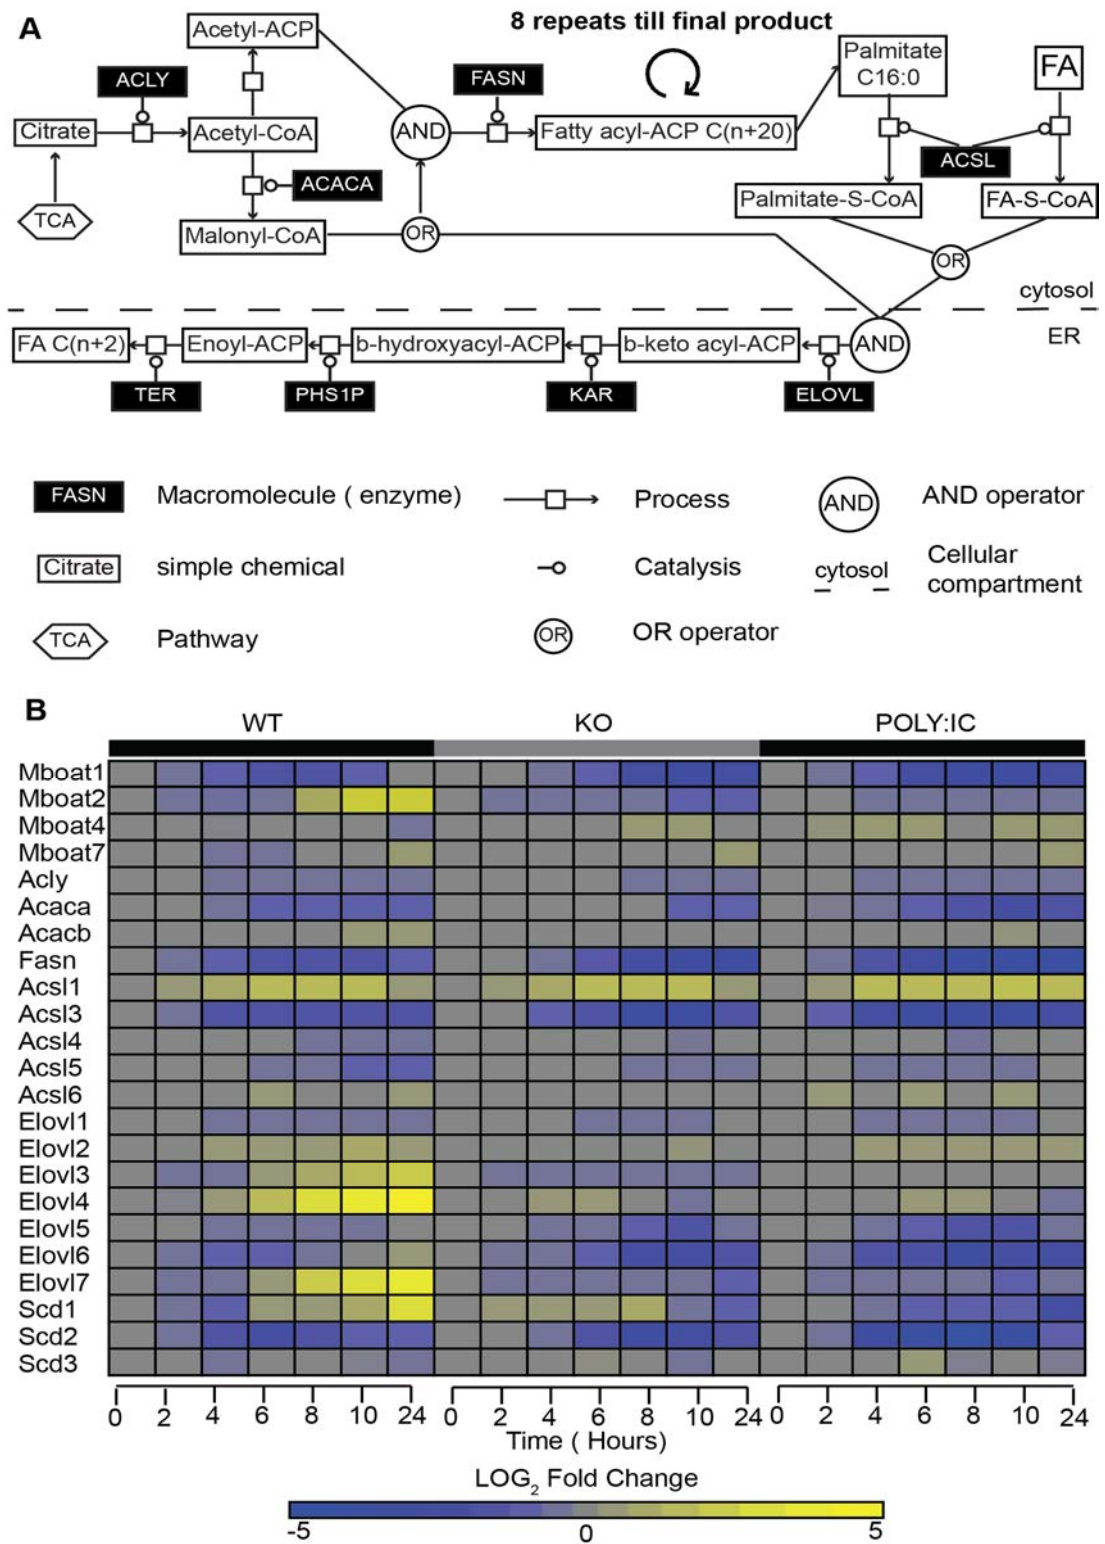 A
8 repeats till final product
Acetyl-ACP
Palmitate
C16:0
FA
ACLY
FASN
Citrate
Acetyl-CoA
AND
Fatty acyl-ACP C(n+20)
ACSL
TCA
ACACA
Palmitate-S-CoA
FA-S-CoA
Malonyl-CoA
OR
OR
cytosol
ER
FA C(n+2)
Enoyl-ACP
b-hydroxyacyl-ACP
b-keto acyl-ACP
AND
TER
PHS1P
KAR
ELOVL
FASN
Macromolecule ( enzyme)
Process
AND
AND operator
Citrate
simple chemical
Catalysis
cytosol
Cellular
compartment
TCA
Pathway
OR
OR operator
B
WT KO POLY:IC
Mboat1
Mboat2
Mboat4
Mboat7
Acly
Acaca
Acacb
Fasn
Acsl1
Acsl3
Acsl4
Acsl5
Acsl6
Elovl1
Elovl2
Elovl3
Elovl4
Elovl5
Elovl6
Elovl7
Scd1
Scd2
Scd3
0 2 4 6 8 10 24 0 2 4 6 8 10 24 0 2 4 6 8 10 24
Time ( Hours)
LOG2 Fold Change
-5 0 5